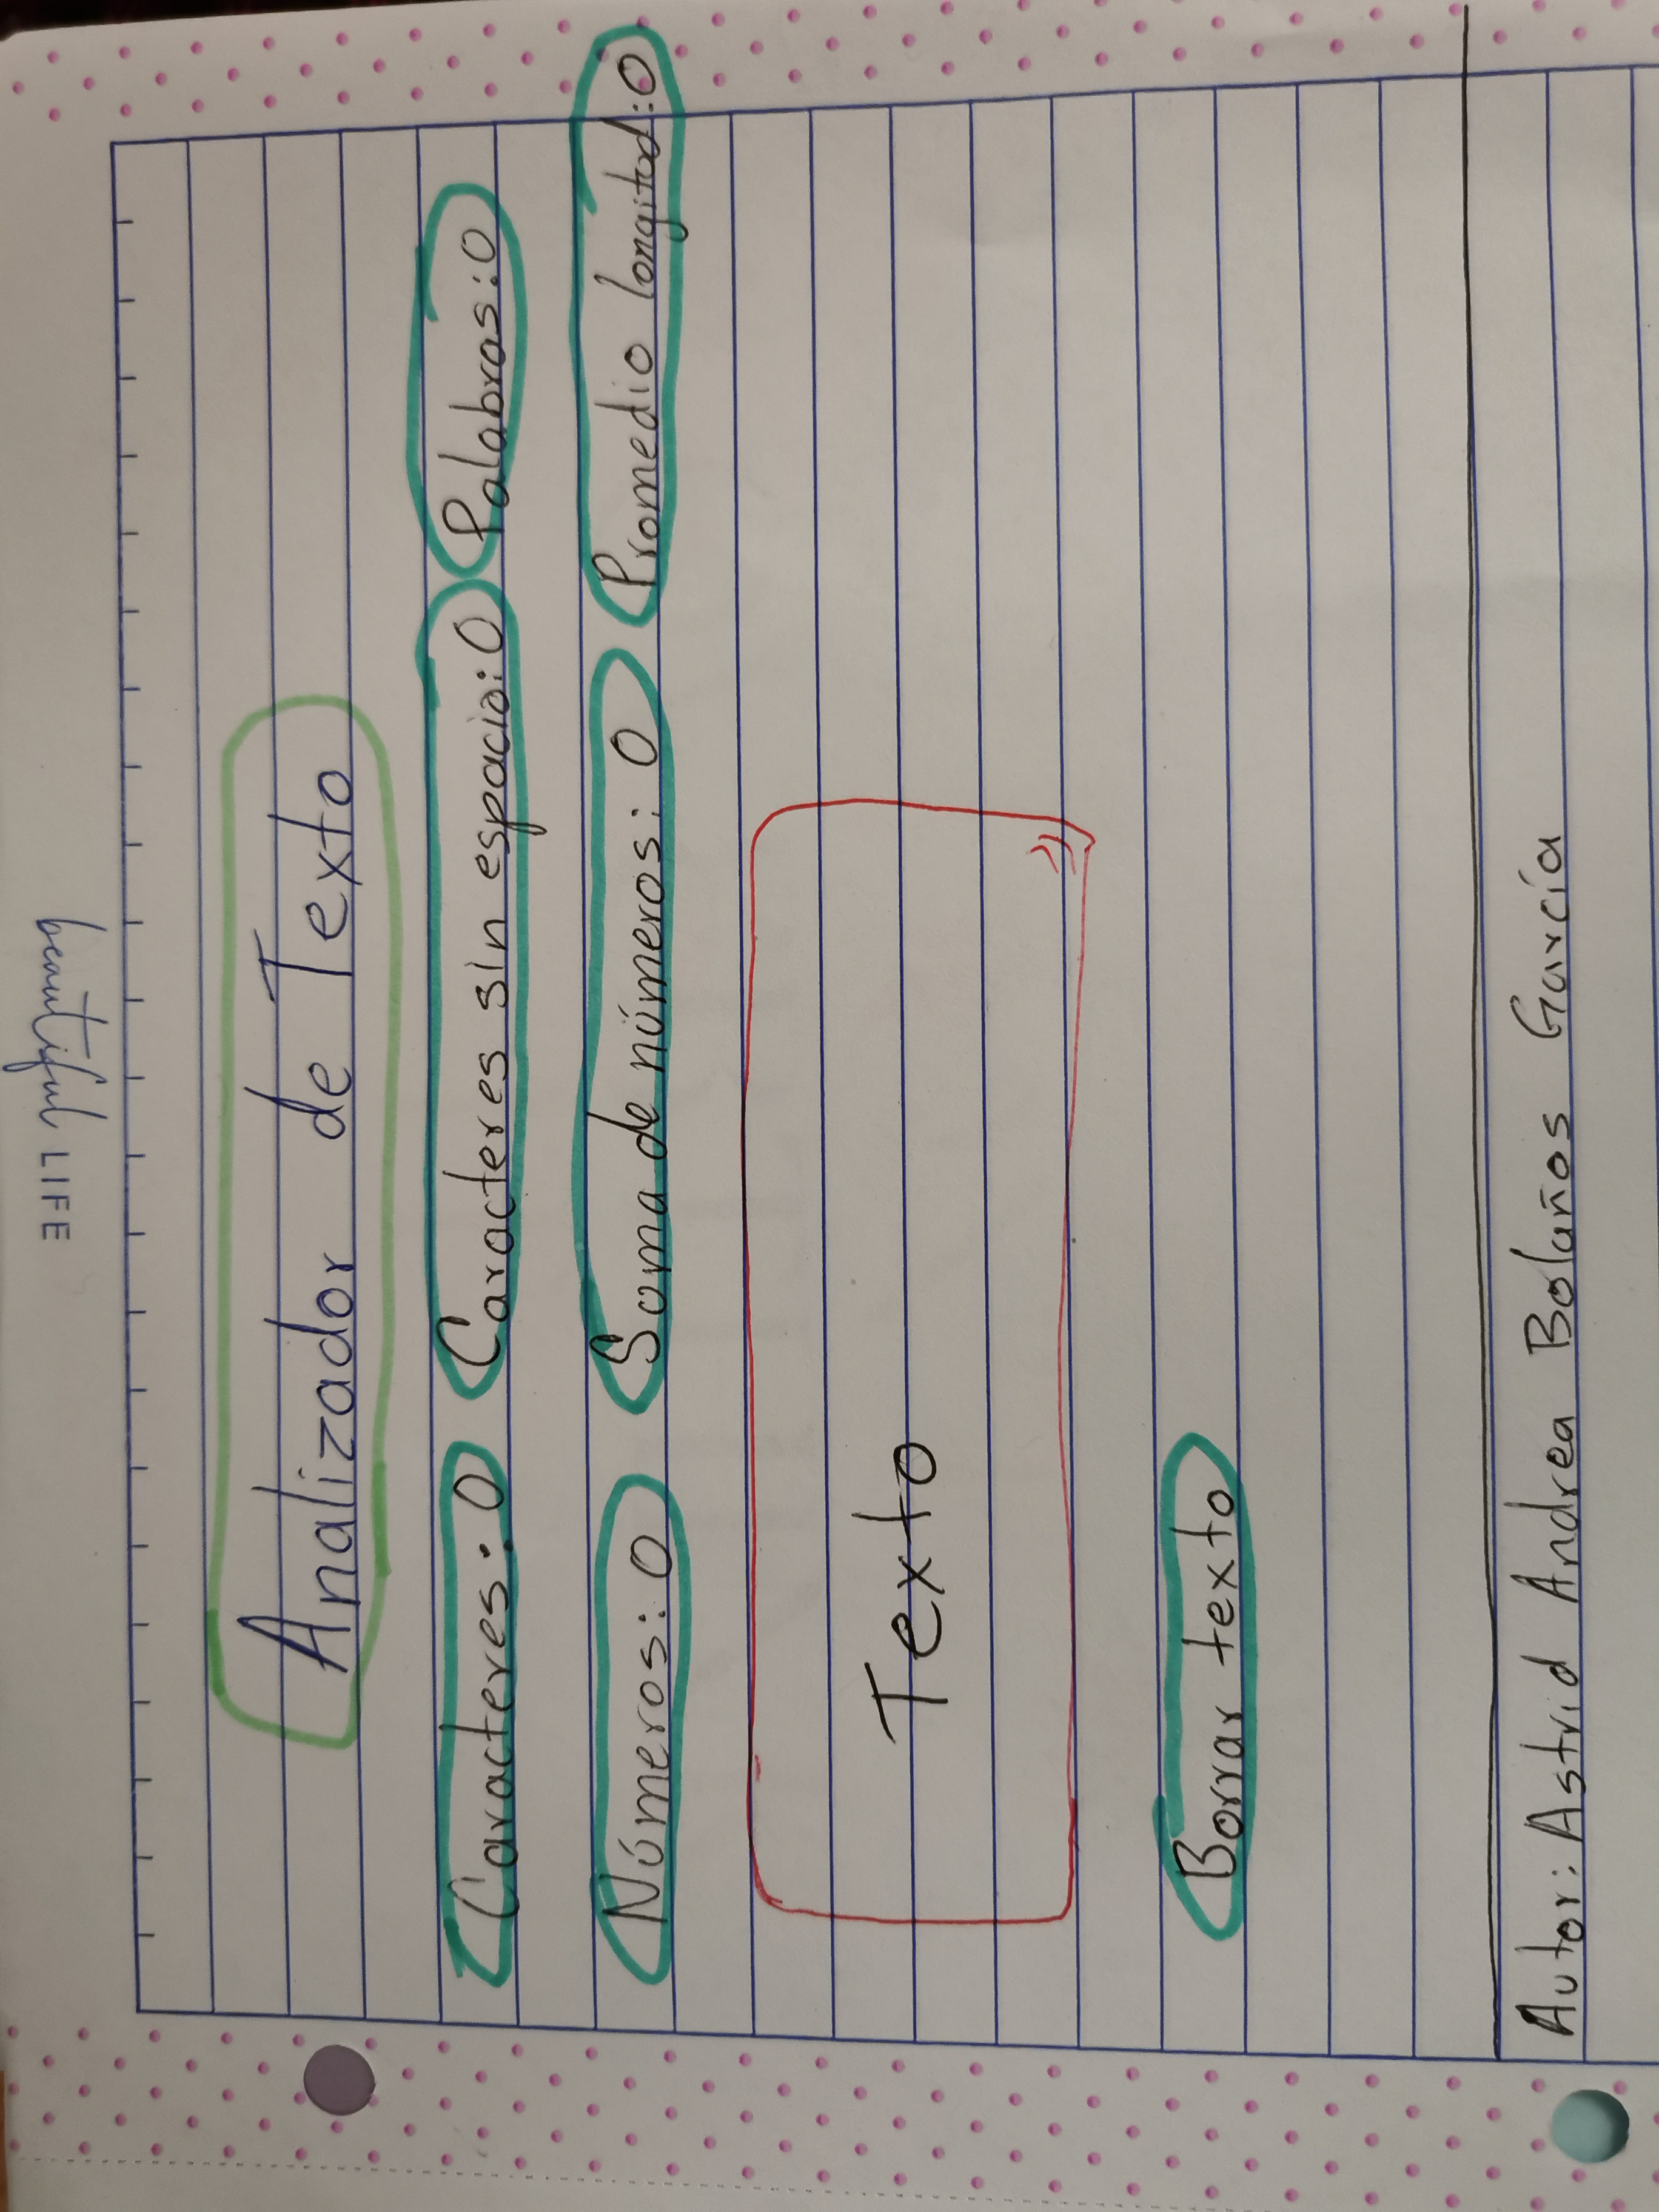 beautiful LIFE
Analizador de Texto
Caracteres: 0 Caracteres sin espacio: 0 Palabras: 0
Números: 0 Suma de números: 0 Promedio longitud: 0
Texto
Borrar texto
Autor: Astrid Andrea Bolaños García